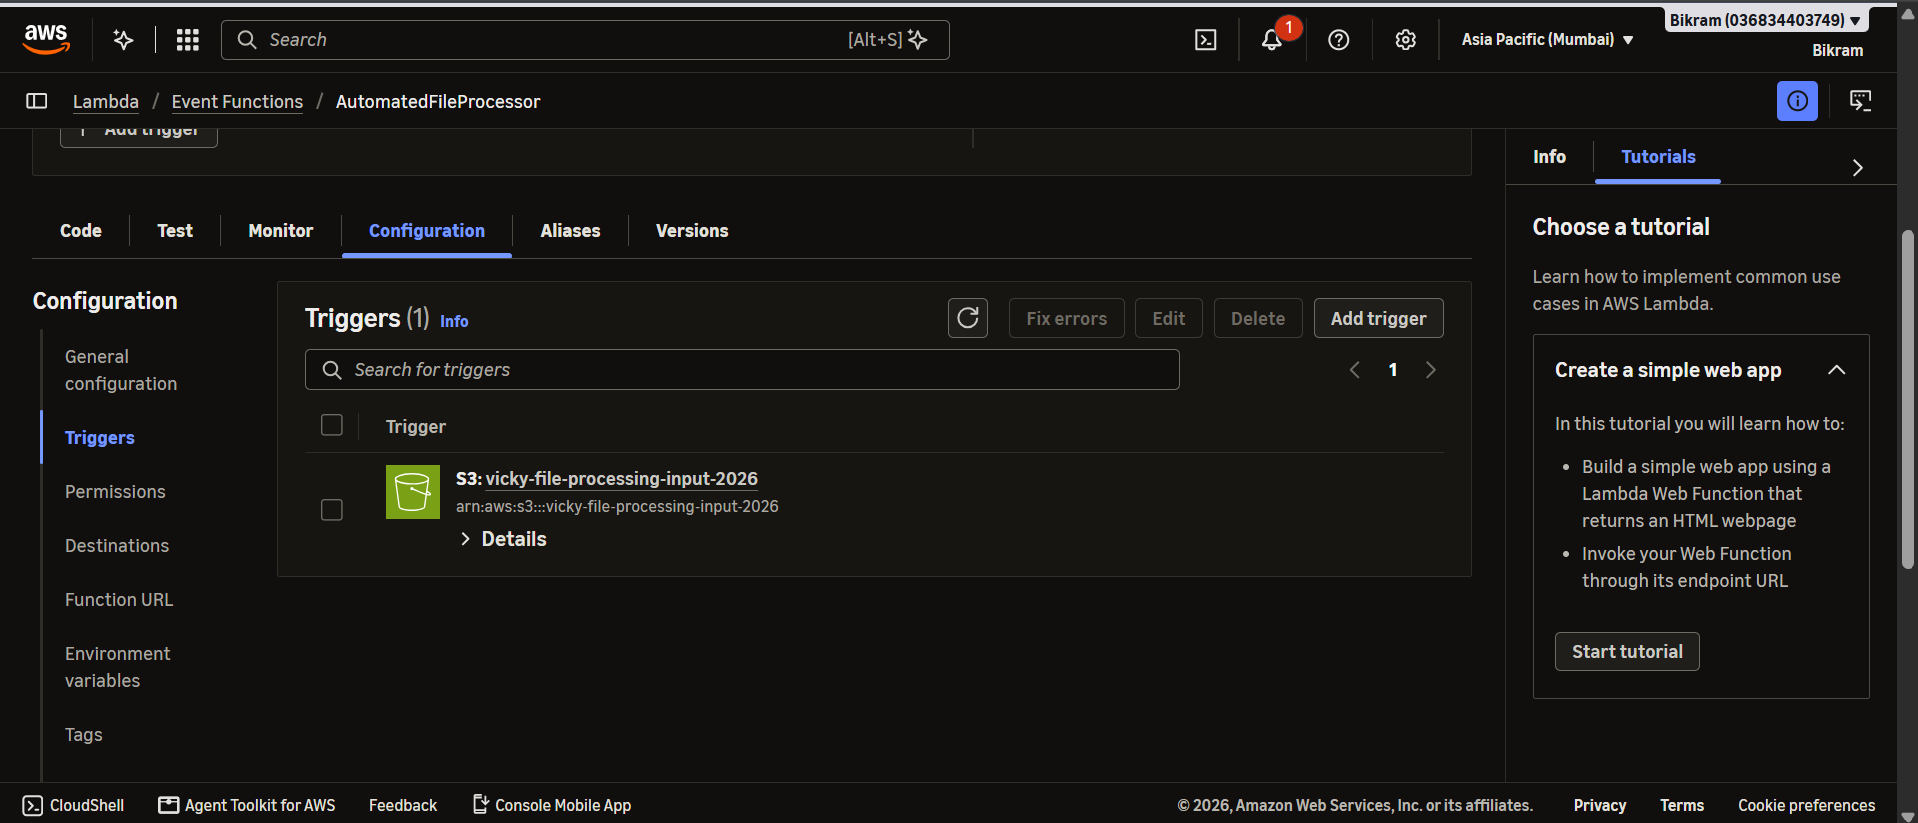 aws
Search
[Alt+S]
1
Asia Pacific (Mumbai) ▼
Bikram (036834403749) ▼
Bikram
Lambda / Event Functions / AutomatedFileProcessor
+ Add trigger
Info
Tutorials
Code
Test
Monitor
Configuration
Aliases
Versions
Configuration
General
configuration
Triggers
Permissions
Destinations
Function URL
Environment
variables
Tags
Triggers (1) Info
Fix errors
Edit
Delete
Add trigger
Search for triggers
1
Trigger
S3: vicky-file-processing-input-2026
arn:aws:s3:::vicky-file-processing-input-2026
Details
Choose a tutorial
Learn how to implement common use
cases in AWS Lambda.
Create a simple web app
In this tutorial you will learn how to:
• Build a simple web app using a
Lambda Web Function that
returns an HTML webpage
• Invoke your Web Function
through its endpoint URL
Start tutorial
CloudShell
Agent Toolkit for AWS
Feedback
Console Mobile App
© 2026, Amazon Web Services, Inc. or its affiliates.
Privacy
Terms
Cookie preferences